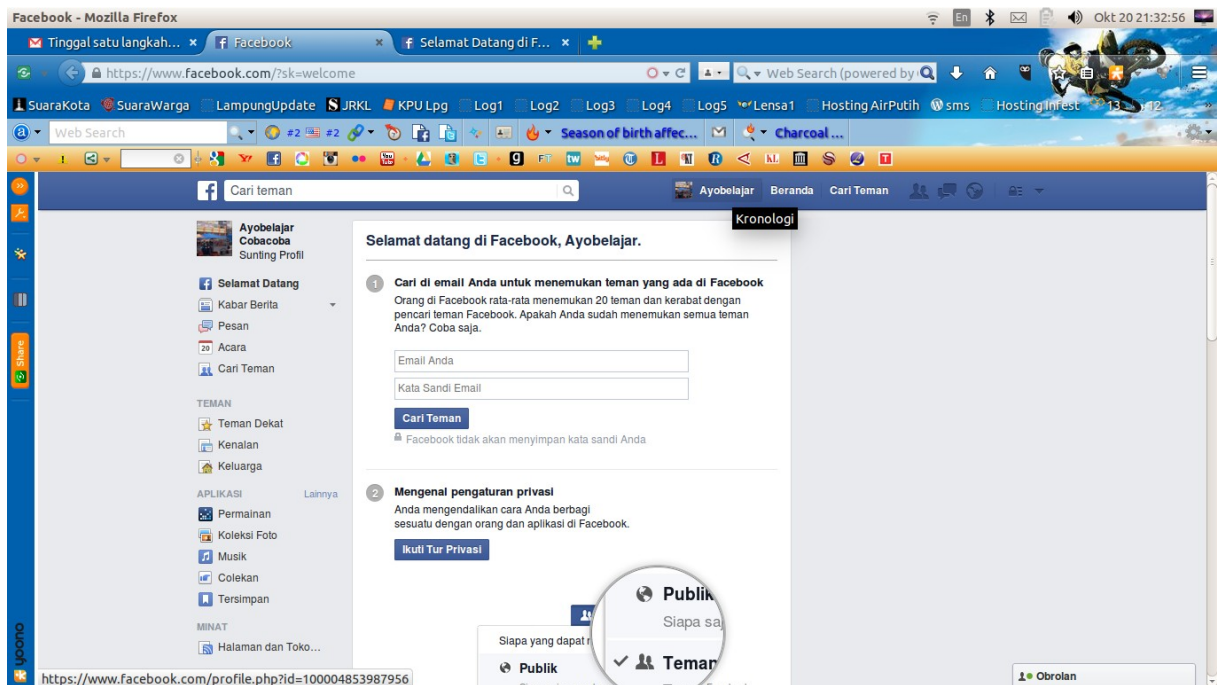 Facebook - Mozilla Firefox
En
Okt 20 21:32:56
Tinggal satu langkah...
Facebook
Selamat Datang di F...
https://www.facebook.com/?sk=welcome
Web Search (powered by
SuaraKota
SuaraWarga
LampungUpdate
JRKL
KPU Lpg
Log1
Log2
Log3
Log4
Log5
Lensa1
Hosting AirPutih
sms
Hosting Infest
Web Search
#2
#2
Season of birth affec...
Charcoal ...
Cari teman
Ayobelajar
Beranda
Cari Teman
Kronologi
Ayobelajar
Cobacoba
Sunting Profil
Selamat Datang
Kabar Berita
Pesan
20 Acara
Cari Teman
TEMAN
Teman Dekat
Kenalan
Keluarga
APLIKASI
Lainnya
Permainan
Koleksi Foto
Musik
Colekan
Tersimpan
MINAT
Halaman dan Toko...
Selamat datang di Facebook, Ayobelajar.
1
Cari di email Anda untuk menemukan teman yang ada di Facebook
Orang di Facebook rata-rata menemukan 20 teman dan kerabat dengan
pencari teman Facebook. Apakah Anda sudah menemukan semua teman
Anda? Coba saja.
Email Anda
Kata Sandi Email
Cari Teman
Facebook tidak akan menyimpan kata sandi Anda
2
Mengenal pengaturan privasi
Anda mengendalikan cara Anda berbagi
sesuatu dengan orang dan aplikasi di Facebook.
Ikuti Tur Privasi
Publik
Siapa saj
Teman
Siapa yang dapat
Publik
Share
yoono
https://www.facebook.com/profile.php?id=100004853987956
Obrolan